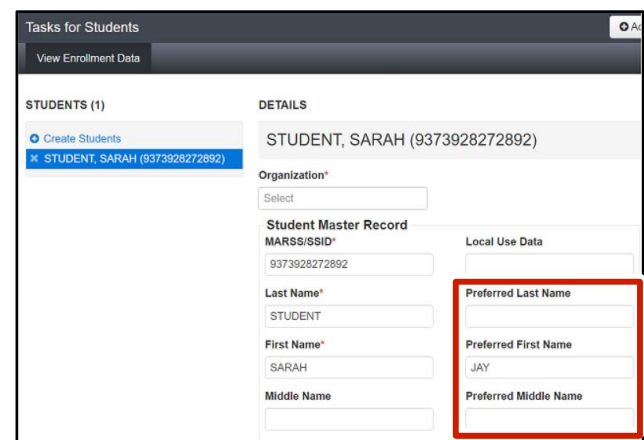 Tasks for Students
View Enrollment Data
STUDENTS (1)
Create Students
STUDENT, SARAH (9373928272892)
DETAILS
STUDENT, SARAH (9373928272892)
Organization*
Select
Student Master Record
MARSS/SSID*
Local Use Data
9373928272892
Last Name*
Preferred Last Name
STUDENT
First Name*
Preferred First Name
SARAH
JAY
Middle Name
Preferred Middle Name